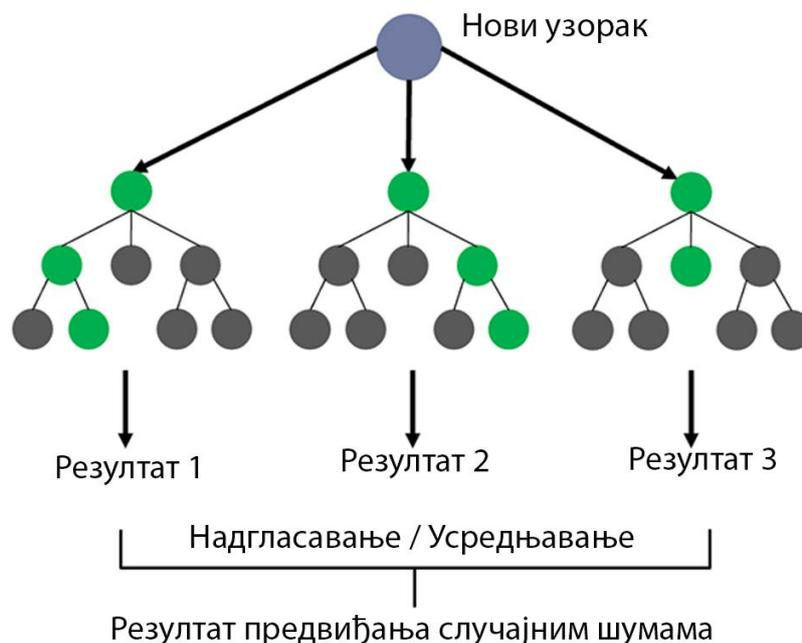 Нови узорак
Резултат 1
Резултат 2
Резултат 3
Надгласавање / Усредњавање
Резултат предвиђања случајним шумама